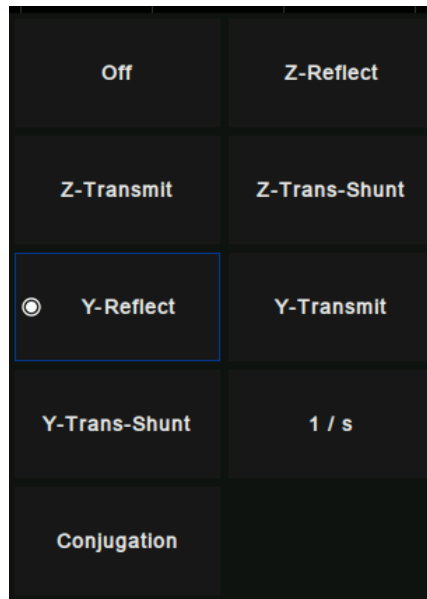 Off
Z-Reflect
Z-Transmit
Z-Trans-Shunt
Y-Reflect
Y-Transmit
Y-Trans-Shunt
1 / s
Conjugation